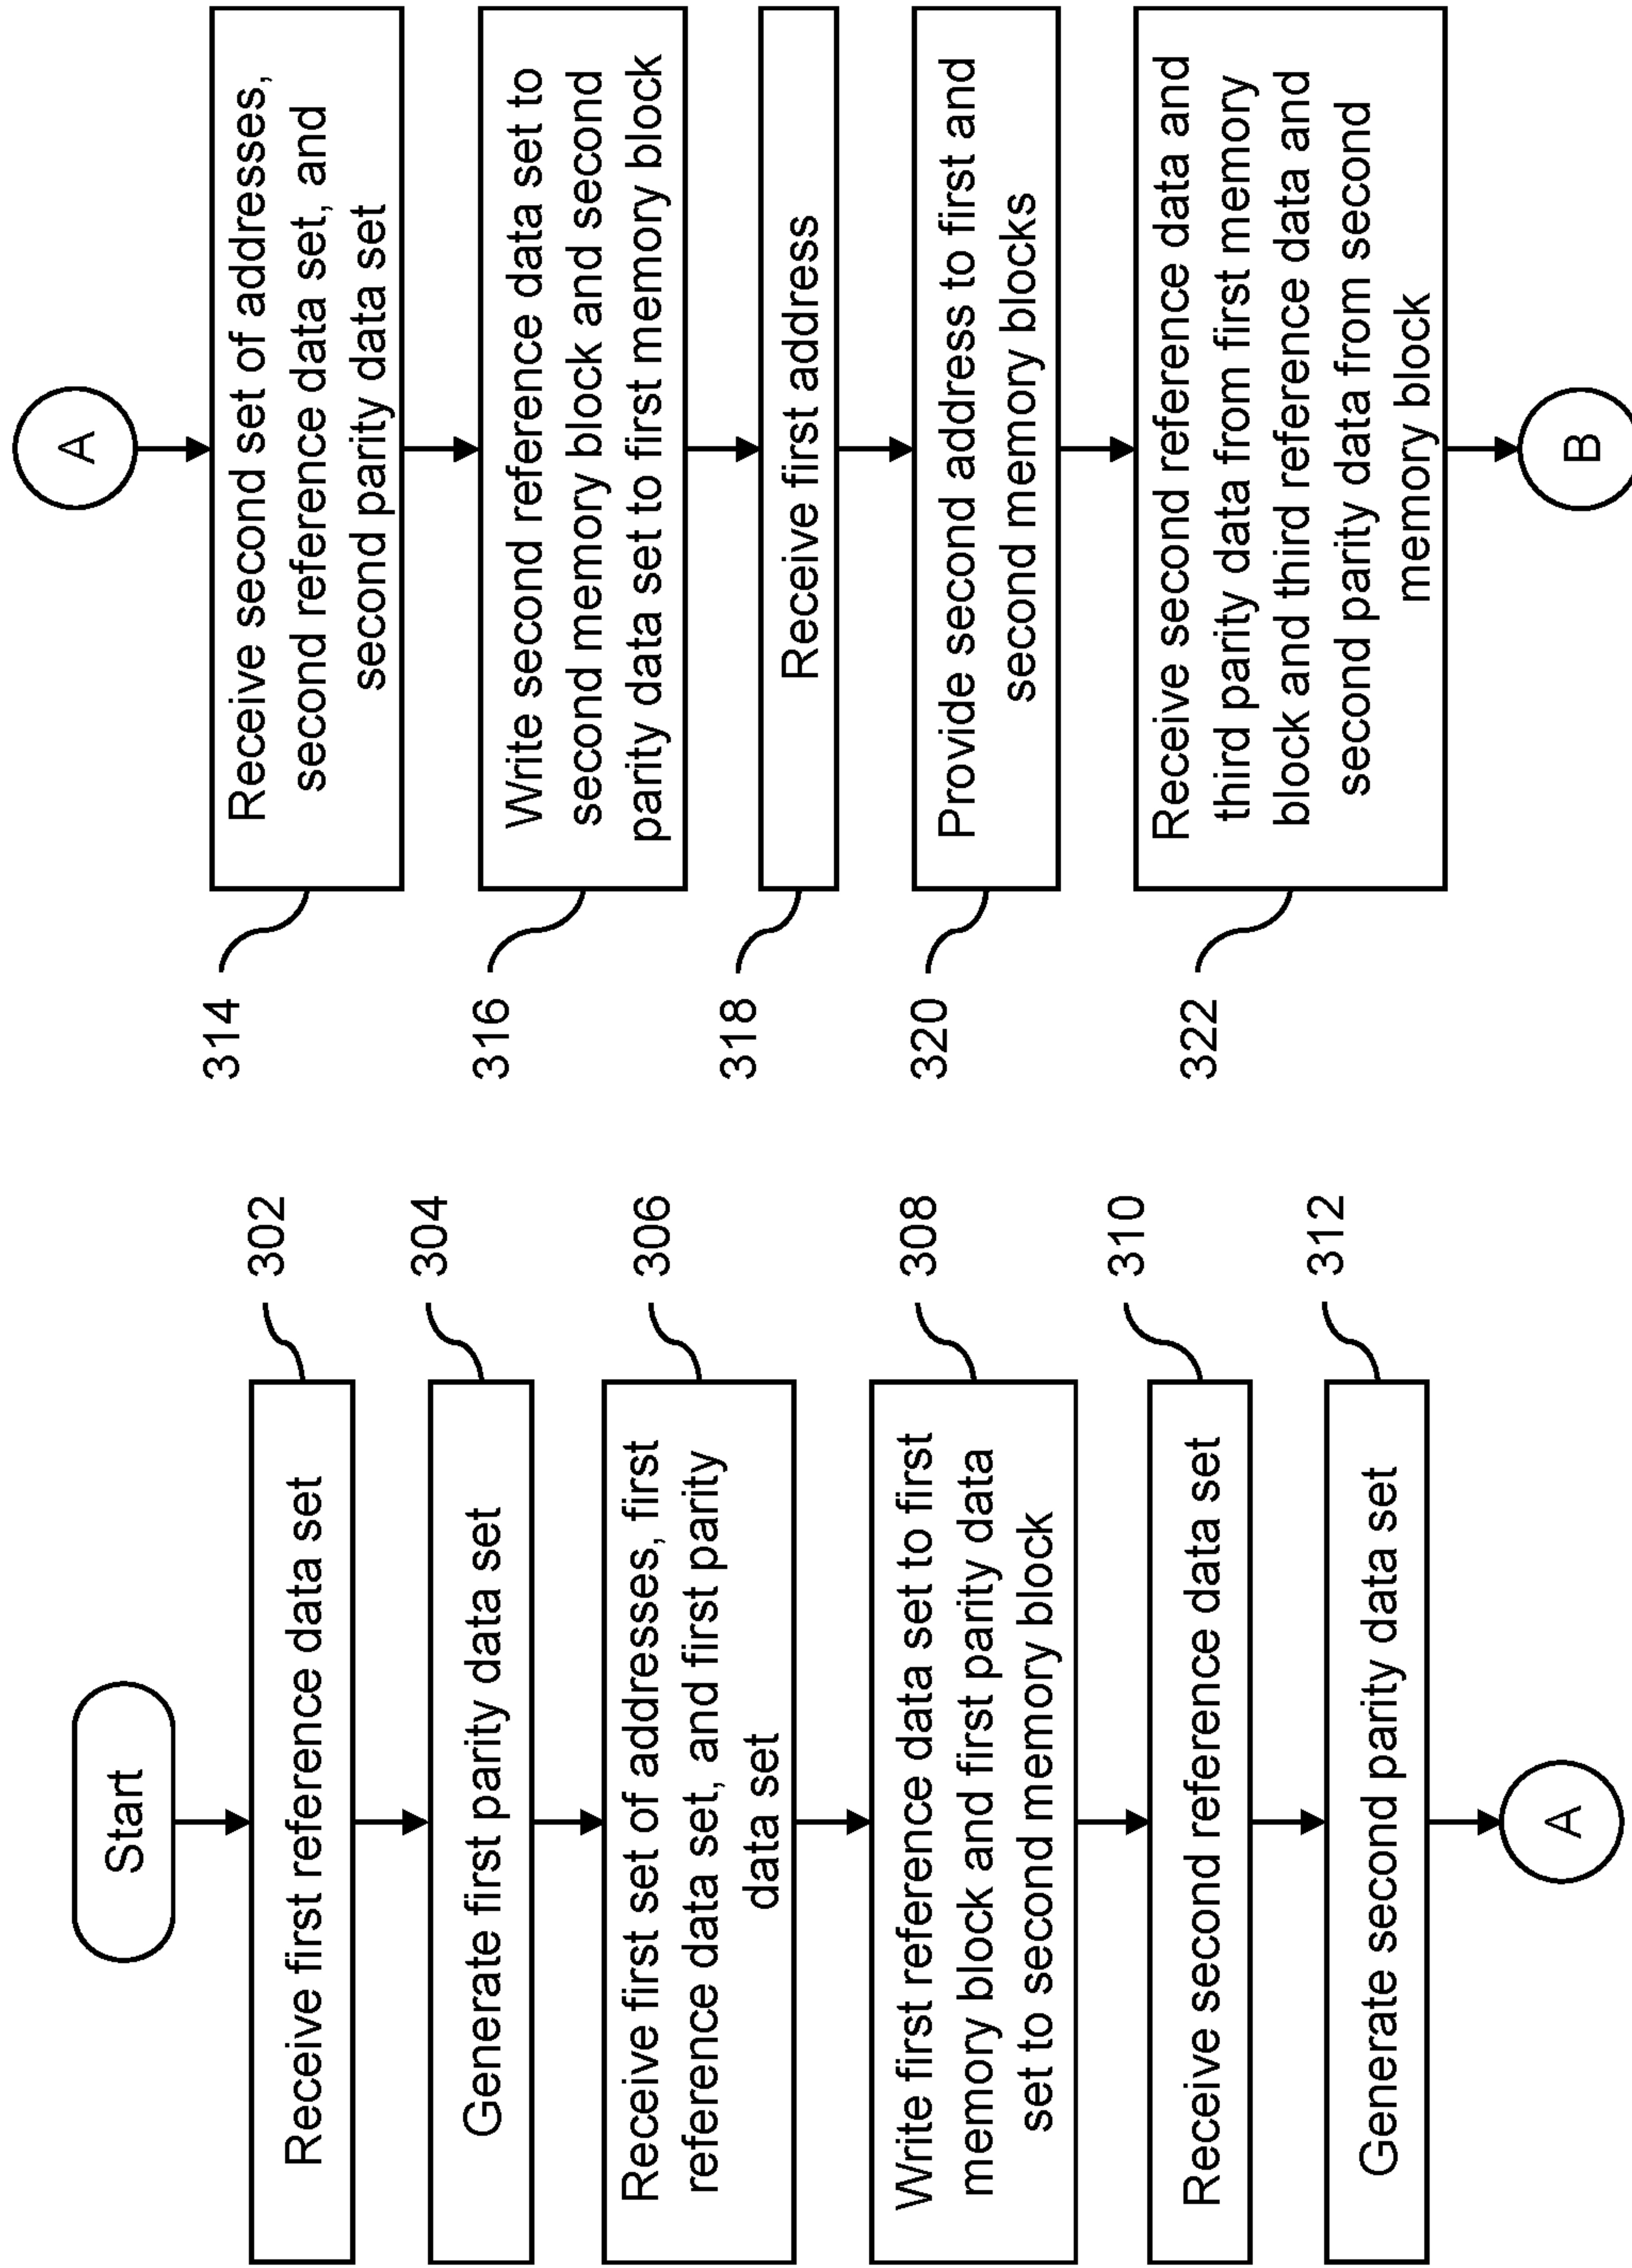 Start
Receive first reference data set
302
Generate first parity data set
304
Receive first set of addresses, first
reference data set, and first parity
data set
306
Write first reference data set to first
memory block and first parity data
set to second memory block
308
Receive second reference data set
310
Generate second parity data set
312
A
A
Receive second set of addresses,
second reference data set, and
second parity data set
314
Write second reference data set to
second memory block and second
parity data set to first memory block
316
Receive first address
318
Provide second address to first and
second memory blocks
320
Receive second reference data and
third parity data from first memory
block and third reference data and
second parity data from second
memory block
322
B